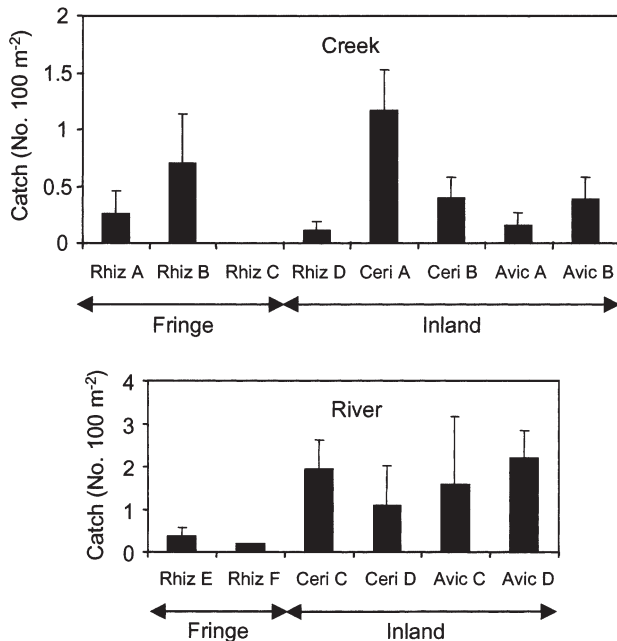 2
Creek
1.5
1
0.5
0
Catch (No. 100 m-2)
Rhiz A Rhiz B Rhiz C Rhiz D Ceri A Ceri B Avic A Avic B
Fringe Inland
4
River
3
2
1
0
Catch (No. 100 m-2)
Rhiz E Rhiz F Ceri C Ceri D Avic C Avic D
Fringe Inland